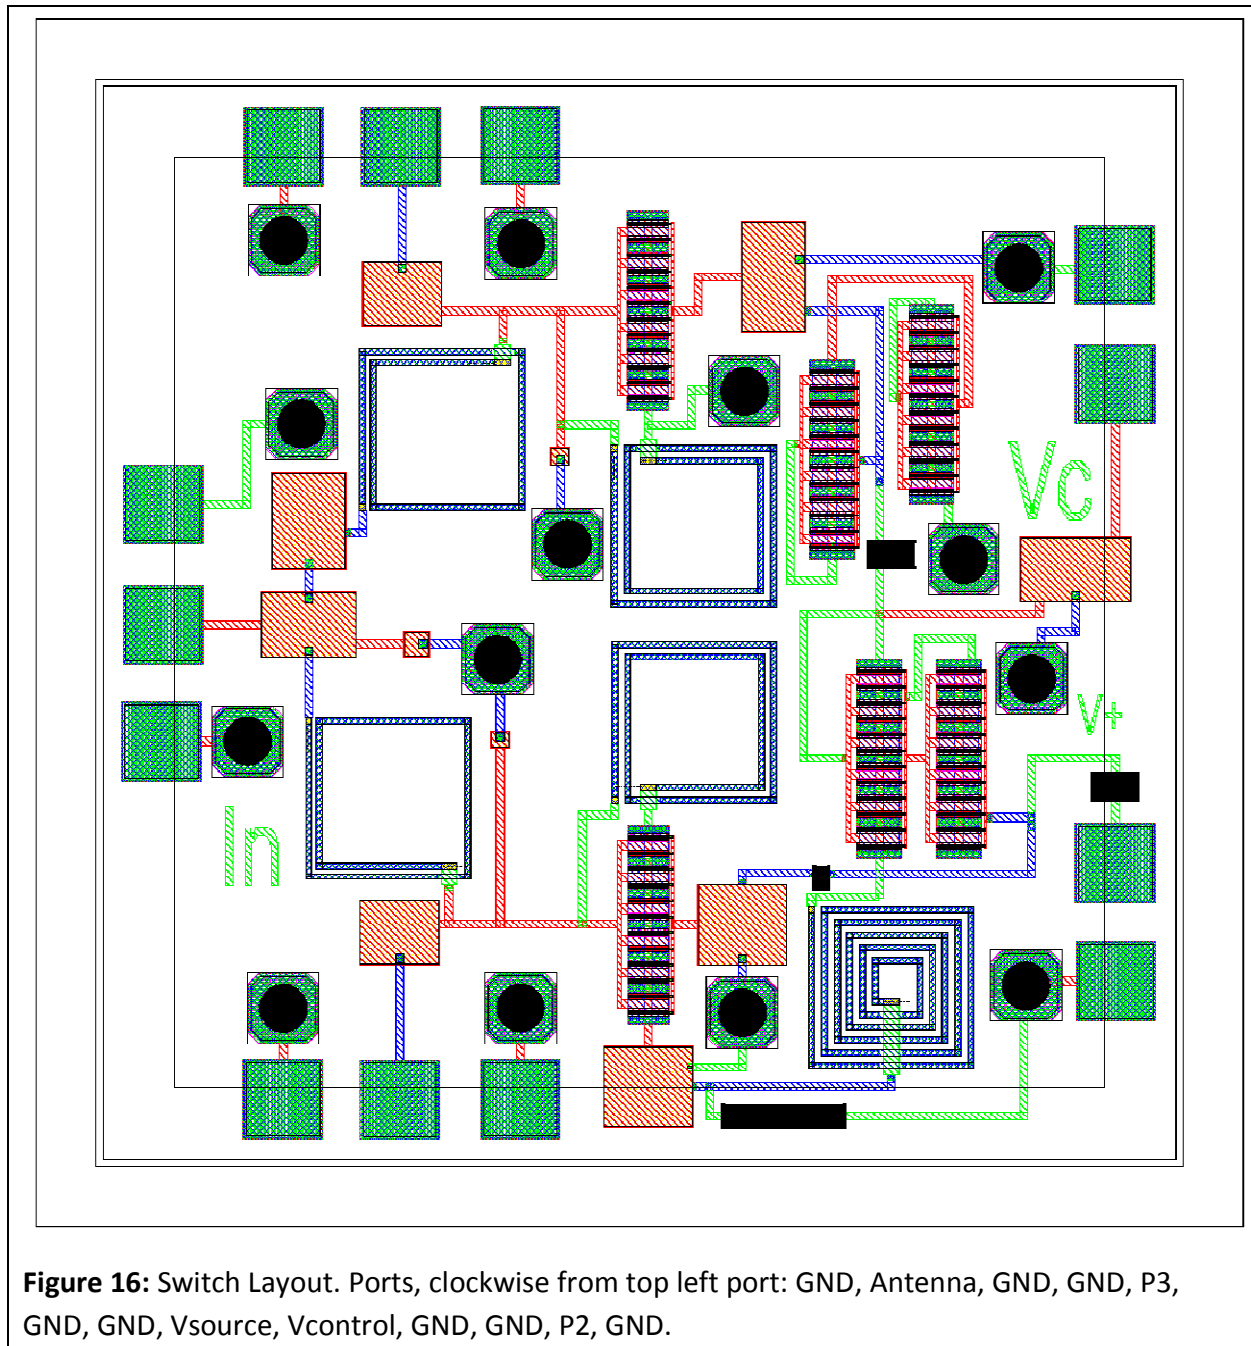 Vc
V+
In
Figure 16: Switch Layout. Ports, clockwise from top left port: GND, Antenna, GND, GND, P3,
GND, GND, Vsource, Vcontrol, GND, GND, P2, GND.